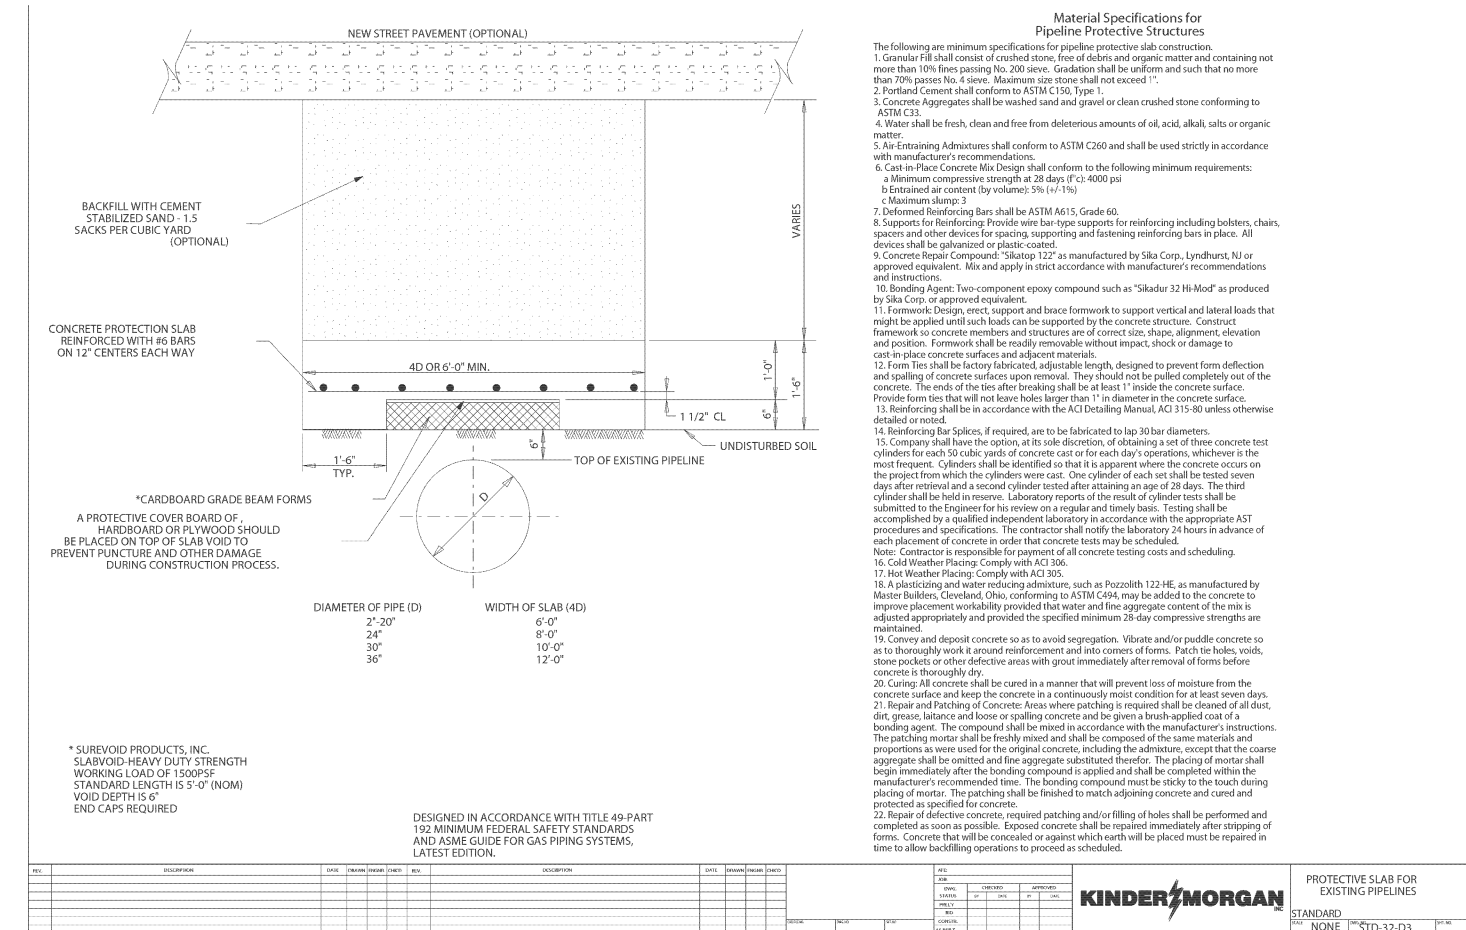 NEW STREET PAVEMENT (OPTIONAL)
BACKFILL WITH CEMENT
STABILIZED SAND - 1.5
SACKS PER CUBIC YARD
(OPTIONAL)
VARIES
CONCRETE PROTECTION SLAB
REINFORCED WITH #6 BARS
ON 12" CENTERS EACH WAY
4D OR 6'-0" MIN.
1'-0"
1'-6"
6"
1 1/2" CL
UNDISTURBED SOIL
6"
TOP OF EXISTING PIPELINE
1'-6"
TYP.
D
*CARDBOARD GRADE BEAM FORMS
A PROTECTIVE COVER BOARD OF ,
HARDBOARD OR PLYWOOD SHOULD
BE PLACED ON TOP OF SLAB VOID TO
PREVENT PUNCTURE AND OTHER DAMAGE
DURING CONSTRUCTION PROCESS.
DIAMETER OF PIPE (D) WIDTH OF SLAB (4D)
2"-20" 6'-0"
24" 8'-0"
30" 10'-0"
36" 12'-0"
* SUREVOID PRODUCTS, INC.
SLABVOID-HEAVY DUTY STRENGTH
WORKING LOAD OF 1500PSF
STANDARD LENGTH IS 5'-0" (NOM)
VOID DEPTH IS 6"
END CAPS REQUIRED
DESIGNED IN ACCORDANCE WITH TITLE 49-PART
192 MINIMUM FEDERAL SAFETY STANDARDS
AND ASME GUIDE FOR GAS PIPING SYSTEMS,
LATEST EDITION.
Material Specifications for
Pipeline Protective Structures
The following are minimum specifications for pipeline protective slab construction.
1. Granular Fill shall consist of crushed stone, free of debris and organic matter and containing not
more than 10% fines passing No. 200 sieve. Gradation shall be uniform and such that no more
than 70% passes No. 4 sieve. Maximum size stone shall not exceed 1".
2. Portland Cement shall conform to ASTM C150, Type 1.
3. Concrete Aggregates shall be washed sand and gravel or clean crushed stone conforming to
ASTM C33.
4. Water shall be fresh, clean and free from deleterious amounts of oil, acid, alkali, salts or organic
matter.
5. Air-Entraining Admixtures shall conform to ASTM C260 and shall be used strictly in accordance
with manufacturer's recommendations.
6. Cast-in-Place Concrete Mix Design shall conform to the following minimum requirements:
a Minimum compressive strength at 28 days (f"c): 4000 psi
b Entrained air content (by volume): 5% (+/-1%)
c Maximum slump: 3
7. Deformed Reinforcing Bars shall be ASTM A615, Grade 60.
8. Supports for Reinforcing: Provide wire bar-type supports for reinforcing including bolsters, chairs,
spacers and other devices for spacing, supporting and fastening reinforcing bars in place. All
devices shall be galvanized or plastic-coated.
9. Concrete Repair Compound: "Sikatop 122" as manufactured by Sika Corp., Lyndhurst, NJ or
approved equivalent. Mix and apply in strict accordance with manufacturer's recommendations
and instructions.
10. Bonding Agent: Two-component epoxy compound such as "Sikadur 32 Hi-Mod" as produced
by Sika Corp. or approved equivalent.
11. Formwork: Design, erect, support and brace formwork to support vertical and lateral loads that
might be applied until such loads can be supported by the concrete structure. Construct
framework so concrete members and structures are of correct size, shape, alignment, elevation
and position. Formwork shall be readily removable without impact, shock or damage to
cast-in-place concrete surfaces and adjacent materials.
12. Form Ties shall be factory fabricated, adjustable length, designed to prevent form deflection
and spalling of concrete surfaces upon removal. They should not be pulled completely out of the
concrete. The ends of the ties after breaking shall be at least 1" inside the concrete surface.
Provide form ties that will not leave holes larger than 1" in diameter in the concrete surface.
13. Reinforcing shall be in accordance with the ACI Detailing Manual, ACI 315-80 unless otherwise
detailed or noted.
14. Reinforcing Bar Splices, if required, are to be fabricated to lap 30 bar diameters.
15. Company shall have the option, at its sole discretion, of obtaining a set of three concrete test
cylinders for each 50 cubic yards of concrete cast or for each day's operations, whichever is the
most frequent. Cylinders shall be identified so that it is apparent where the concrete occurs on
the project from which the cylinders were cast. One cylinder of each set shall be tested seven
days after retrieval and a second cylinder tested after attaining an age of 28 days. The third
cylinder shall be held in reserve. Laboratory reports of the result of cylinder tests shall be
submitted to the Engineer for his review on a regular and timely basis. Testing shall be
accomplished by a qualified independent laboratory in accordance with the appropriate AST
procedures and specifications. The contractor shall notify the laboratory 24 hours in advance of
each placement of concrete in order that concrete tests may be scheduled.
Note: Contractor is responsible for payment of all concrete testing costs and scheduling.
16. Cold Weather Placing: Comply with ACI 306.
17. Hot Weather Placing: Comply with ACI 305.
18. A plasticizing and water reducing admixture, such as Pozzolith 122-HE, as manufactured by
Master Builders, Cleveland, Ohio, conforming to ASTM C494, may be added to the concrete to
improve placement workability provided that water and fine aggregate content of the mix is
adjusted appropriately and provided the specified minimum 28-day compressive strengths are
maintained.
19. Convey and deposit concrete so as to avoid segregation. Vibrate and/or puddle concrete so
as to thoroughly work it around reinforcement and into corners of forms. Patch tie holes, voids,
stone pockets or other defective areas with grout immediately after removal of forms before
concrete is thoroughly dry.
20. Curing: All concrete shall be cured in a manner that will prevent loss of moisture from the
concrete surface and keep the concrete in a continuously moist condition for at least seven days.
21. Repair and Patching of Concrete: Areas where patching is required shall be cleaned of all dust,
dirt, grease, laitance and loose or spalling concrete and be given a brush-applied coat of a
bonding agent. The compound shall be mixed in accordance with the manufacturer's instructions.
The patching mortar shall be freshly mixed and shall be composed of the same materials and
proportions as were used for the original concrete, including the admixture, except that the coarse
aggregate shall be omitted and fine aggregate substituted therefor. The placing of mortar shall
begin immediately after the bonding compound is applied and shall be completed within the
manufacturer's recommended time. The bonding compound must be sticky to the touch during
placing of mortar. The patching shall be finished to match adjoining concrete and cured and
protected as specified for concrete.
22. Repair of defective concrete, required patching and/or filling of holes shall be performed and
completed as soon as possible. Exposed concrete shall be repaired immediately after stripping of
forms. Concrete that will be concealed or against which earth will be placed must be repaired in
time to allow backfilling operations to proceed as scheduled.
REV. DESCRIPTION DATE DRAWN ENGNR CHK'D REV. DESCRIPTION DATE DRAWN ENGNR CHK'D
AFE:
JOB:
DWG. STATUS CHECKED APPROVED
BY DATE BY DATE
PREL'Y
BID
CONSTR.
KINDER MORGAN
INC
PROTECTIVE SLAB FOR
EXISTING PIPELINES
STANDARD
SCALE NONE DWG. NO. STD-32-D3 SHT. NO.